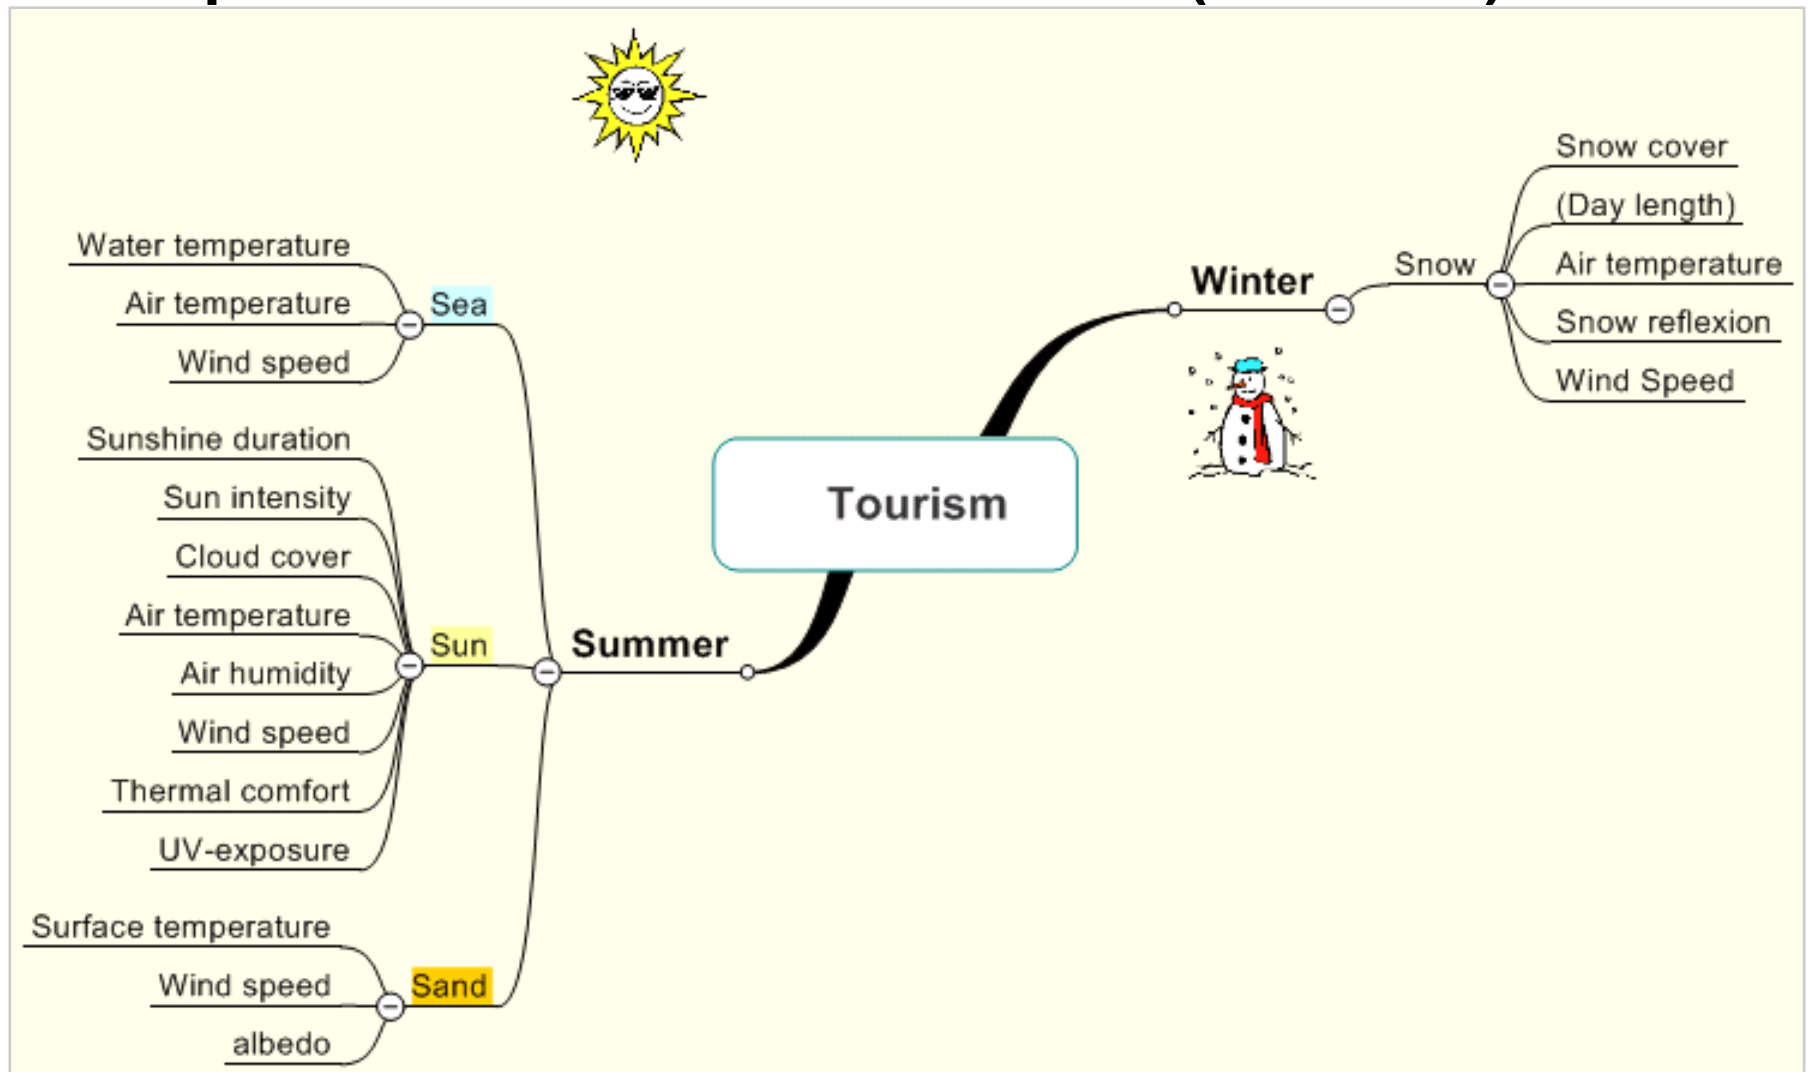 Tourism
Winter
Snow
Snow cover
(Day length)
Air temperature
Snow reflexion
Wind Speed
Summer
Sea
Water temperature
Air temperature
Wind speed
Sun
Sunshine duration
Sun intensity
Cloud cover
Air temperature
Air humidity
Wind speed
Thermal comfort
UV-exposure
Sand
Surface temperature
Wind speed
albedo